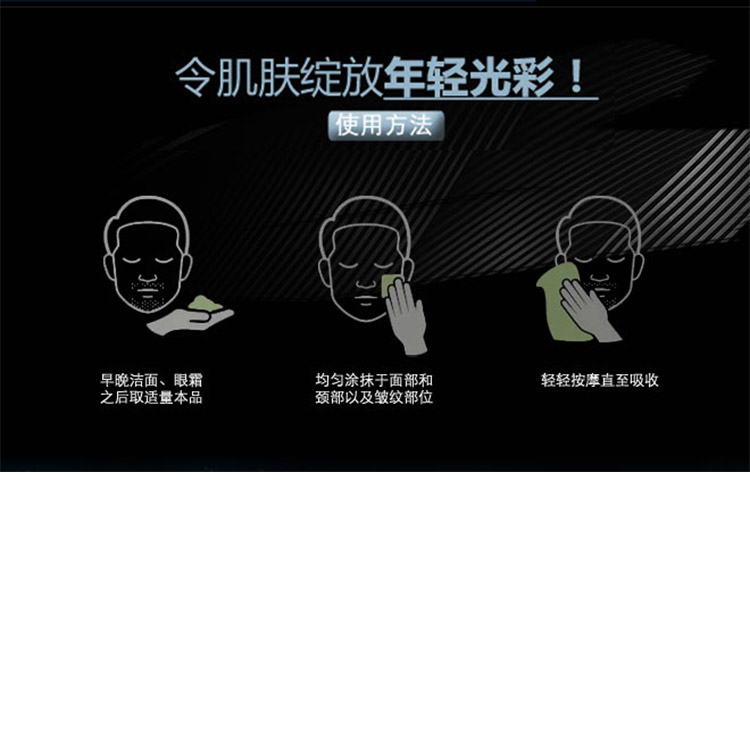 令肌肤绽放年轻光彩！
使用方法
早晚洁面、眼霜
之后取适量本品
均匀涂抹于面部和
颈部以及皱纹部位
轻轻按摩直至吸收